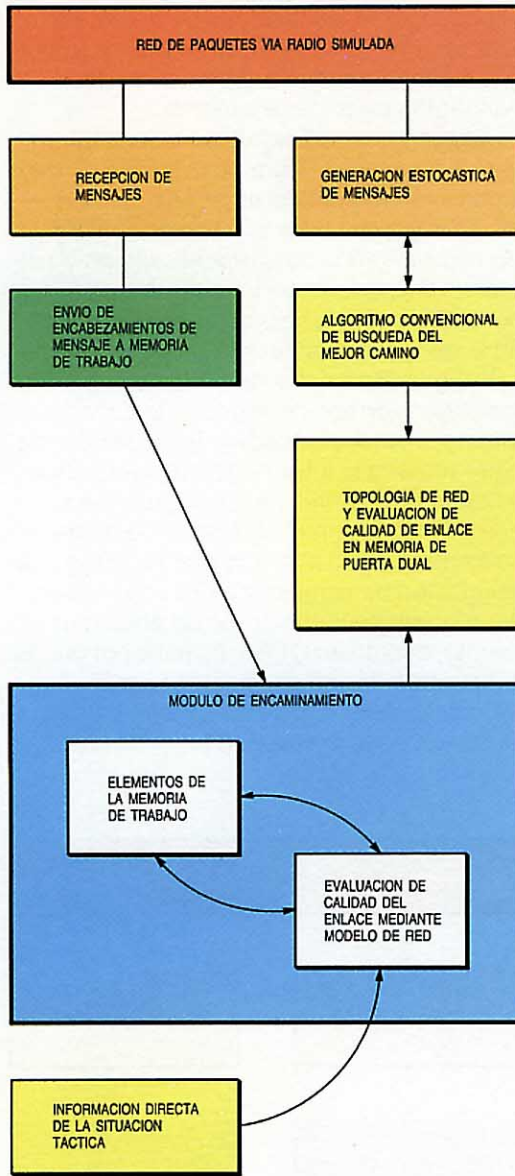 RED DE PAQUETES VIA RADIO SIMULADA
RECEPCION DE
MENSAJES
GENERACION ESTOCASTICA
DE MENSAJES
ENVIO DE
ENCABEZAMIENTOS DE
MENSAJE A MEMORIA
DE TRABAJO
ALGORITMO CONVENCIONAL
DE BUSQUEDA DEL
MEJOR CAMINO
TOPOLOGIA DE RED
Y EVALUACION DE
CALIDAD DE ENLACE
EN MEMORIA DE
PUERTA DUAL
MODULO DE ENCAMINAMIENTO
ELEMENTOS DE
LA MEMORIA
DE TRABAJO
EVALUACION DE
CALIDAD DEL
ENLACE MEDIANTE
MODELO DE RED
INFORMACION DIRECTA
DE LA SITUACION
TACTICA